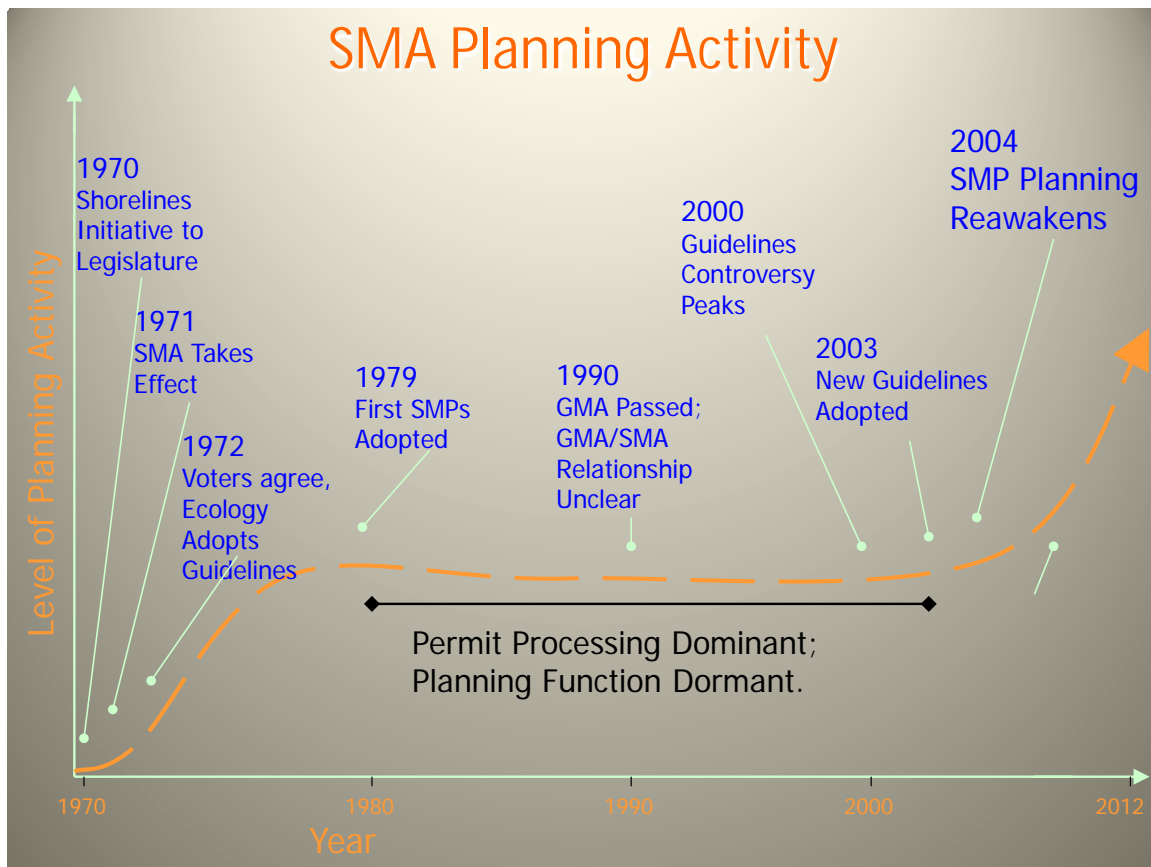 SMA Planning Activity
Level of Planning Activity
1970
Shorelines
Initiative to
Legislature
1971
SMA Takes
Effect
1972
Voters agree,
Ecology
Adopts
Guidelines
1979
First SMPs
Adopted
1990
GMA Passed;
GMA/SMA
Relationship
Unclear
2000
Guidelines
Controversy
Peaks
2003
New Guidelines
Adopted
2004
SMP Planning
Reawakens
Permit Processing Dominant;
Planning Function Dormant.
1970 1980 1990 2000 2012
Year